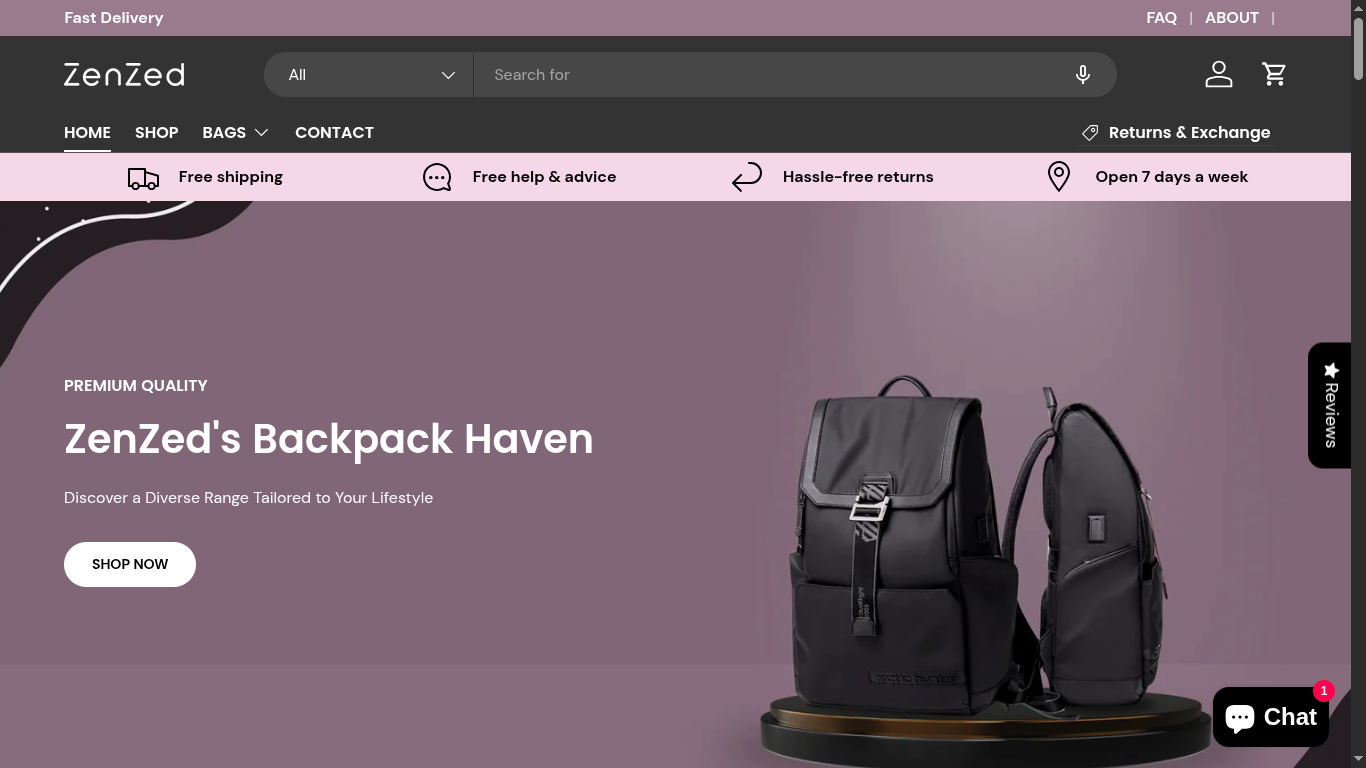 Fast Delivery
FAQ | ABOUT |
ZenZed
All
Search for
HOME SHOP BAGS CONTACT
Returns & Exchange
Free shipping
Free help & advice
Hassle-free returns
Open 7 days a week
PREMIUM QUALITY
ZenZed's Backpack Haven
Discover a Diverse Range Tailored to Your Lifestyle
SHOP NOW
Reviews
arctic hunter
Chat
1